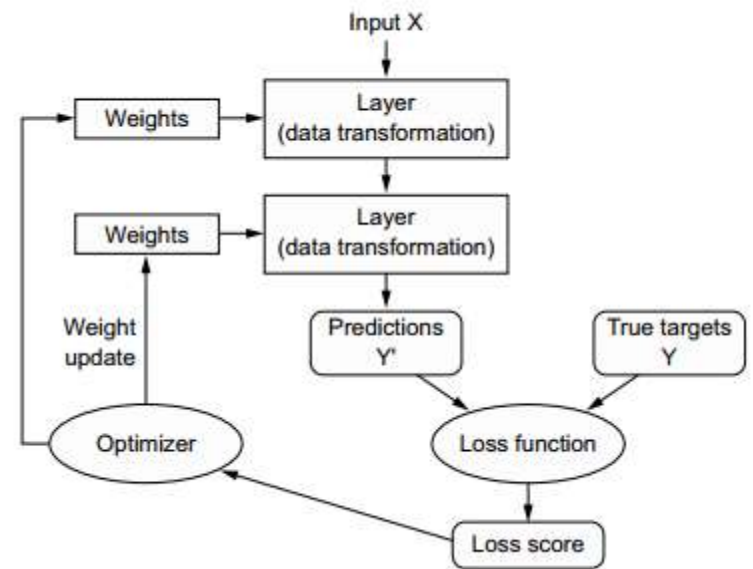 Input X
Layer
(data transformation)
Weights
Layer
(data transformation)
Weights
Weight
update
Predictions
Y'
True targets
Y
Optimizer
Loss function
Loss score